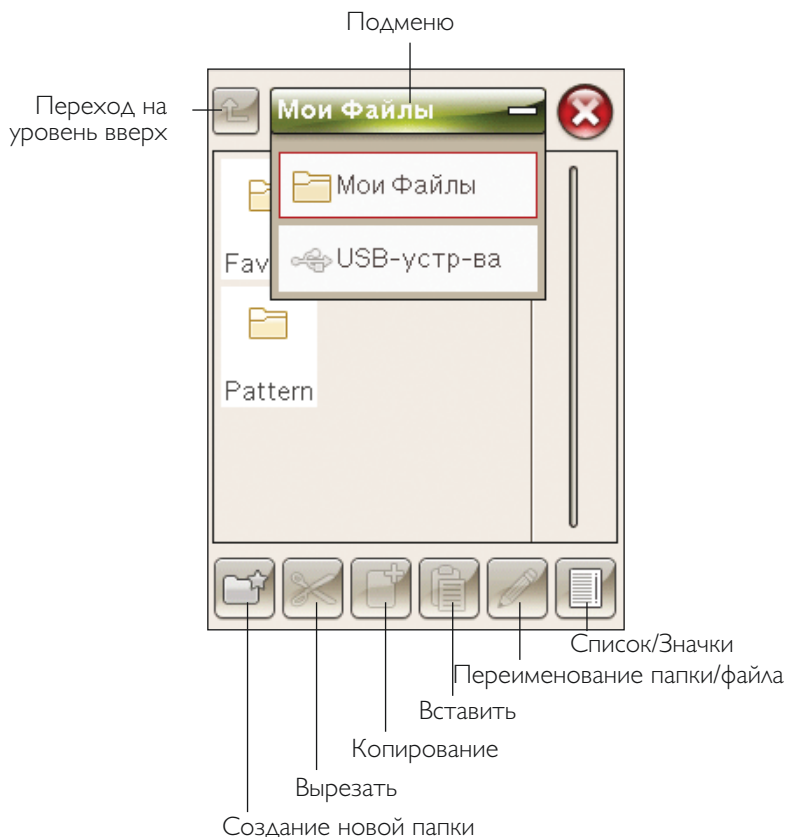 Подменю
Переход на
уровень вверх
Мои Файлы
Мои Файлы
USB-устр-ва
Fav
Pattern
Список/Значки
Переименование папки/файла
Вставить
Копирование
Вырезать
Создание новой папки